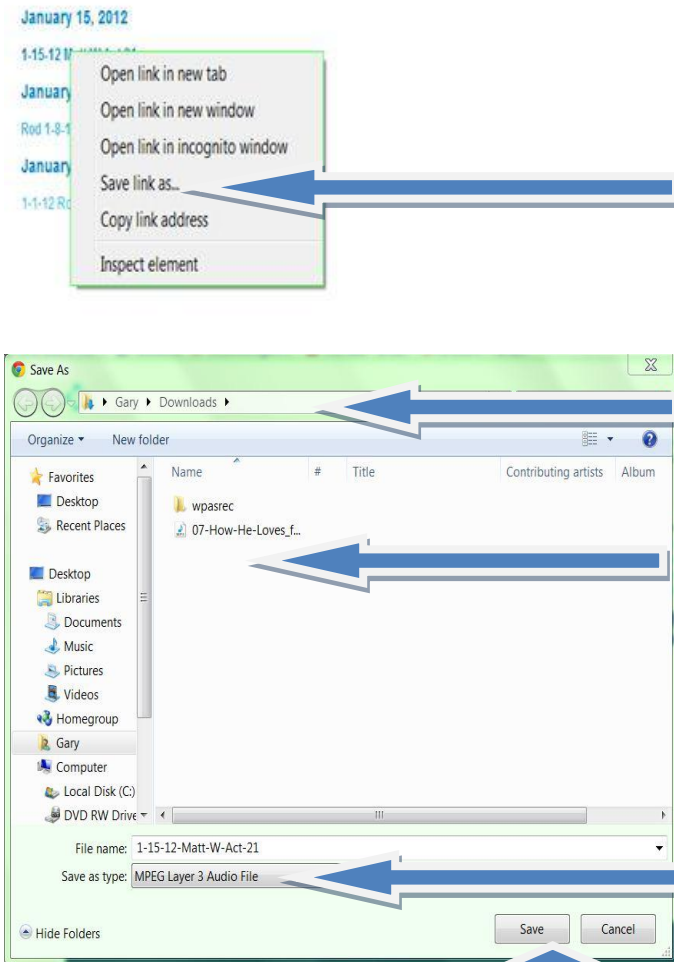 January 15, 2012
1-15-12
January
Rod 1-8-1
January
1-1-12 Ro
Open link in new tab
Open link in new window
Open link in incognito window
Save link as...
Copy link address
Inspect element
Save As
Gary Downloads
Organize New folder
Name # Title Contributing artists Album
Favorites
Desktop
Recent Places
Desktop
Libraries
Documents
Music
Pictures
Videos
Homegroup
Gary
Computer
Local Disk (C:)
DVD RW Drive
wpasrec
07-How-He-Loves_f...
File name: 1-15-12-Matt-W-Act-21
Save as type: MPEG Layer 3 Audio File
Hide Folders Save Cancel